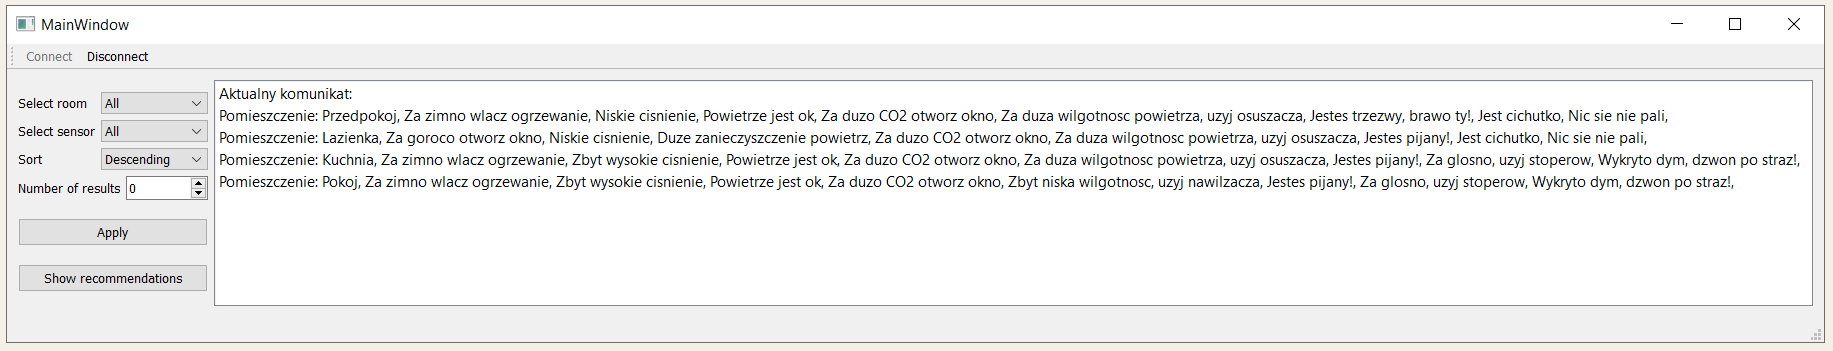 MainWindow
Connect Disconnect
Select room All
Select sensor All
Sort Descending
Number of results 0
Apply
Show recommendations
Aktualny komunikat:
Pomieszczenie: Przedpokoj, Za zimno wlacz ogrzewanie, Niskie cisnienie, Powietrze jest ok, Za duzo CO2 otworz okno, Za duza wilgotnosc powietrza, uzyj osuszacza, Jestes trzezwy, brawo ty!, Jest cichutko, Nic sie nie pali,
Pomieszczenie: Lazienka, Za goroco otworz okno, Niskie cisnienie, Duze zanieczyszczenie powietrz, Za duzo CO2 otworz okno, Za duza wilgotnosc powietrza, uzyj osuszacza, Jestes pijany!, Jest cichutko, Nic sie nie pali,
Pomieszczenie: Kuchnia, Za zimno wlacz ogrzewanie, Zbyt wysokie cisnienie, Powietrze jest ok, Za duzo CO2 otworz okno, Za duza wilgotnosc powietrza, uzyj osuszacza, Jestes pijany!, Za glosno, uzyj stoperow, Wykryto dym, dzwon po straz!,
Pomieszczenie: Pokoj, Za zimno wlacz ogrzewanie, Zbyt wysokie cisnienie, Powietrze jest ok, Za duzo CO2 otworz okno, Zbyt niska wilgotnosc, uzyj nawilzacza, Jestes pijany!, Za glosno, uzyj stoperow, Wykryto dym, dzwon po straz!,